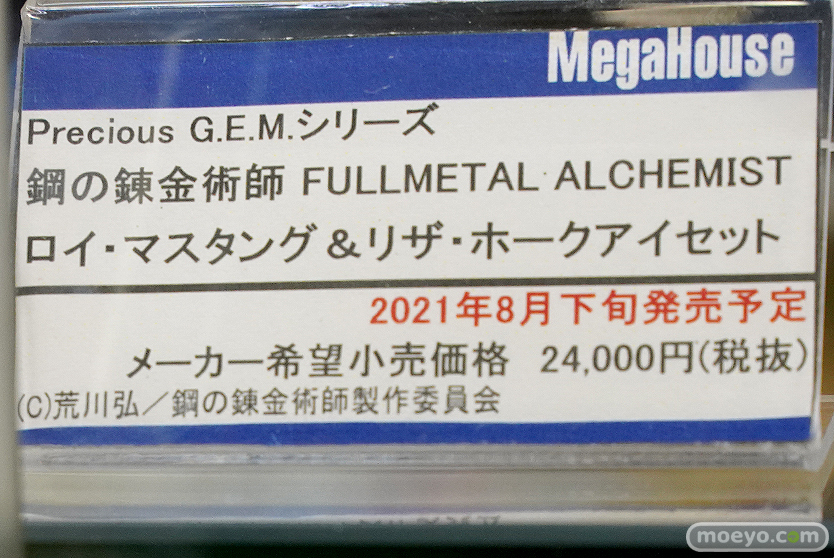 MegaHouse
Precious G.E.M.シリーズ
鋼の錬金術師 FULLMETAL ALCHEMIST
ロイ・マスタング＆リザ・ホークアイセット
2021年8月下旬発売予定
メーカー希望小売価格 24,000円(税抜)
(C)荒川弘／鋼の錬金術師製作委員会
moeyo.com